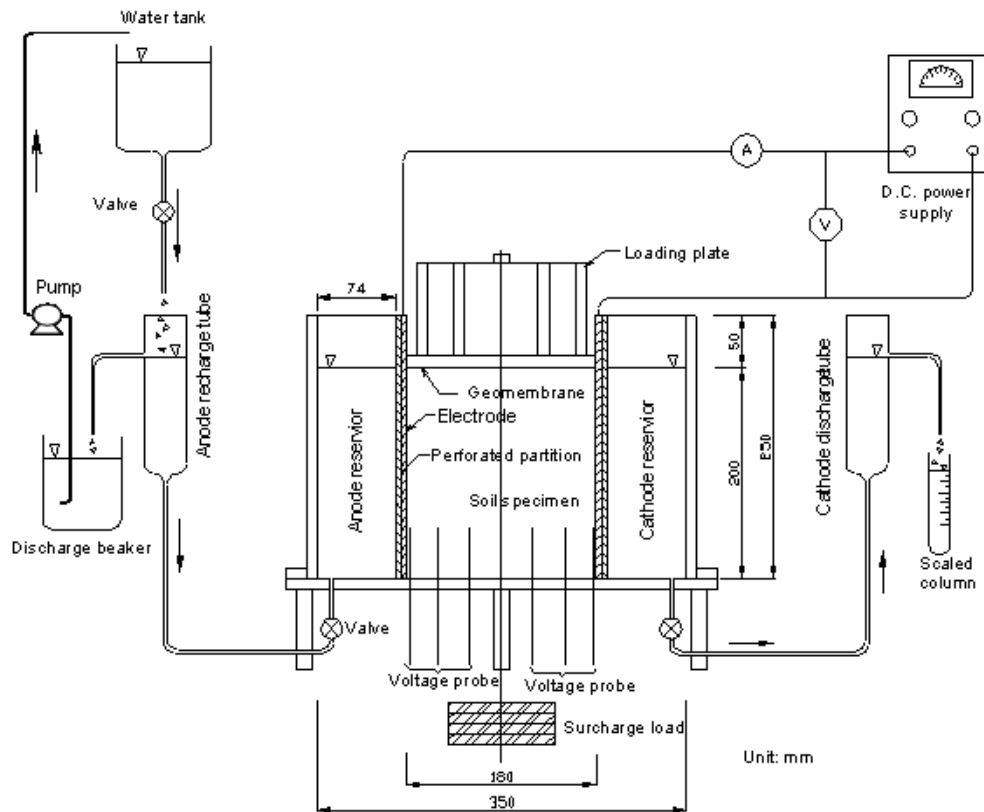 Water tank
Valve
Pump
Anode recharge tube
Discharge beaker
A
V
D.C. power
supply
Loading plate
74
Geomembrane
Electrode
Perforated partition
Soils specimen
Anode reservior
Cathode reservior
50
200
250
Cathode discharge tube
Scaled
column
Valve
Voltage probe
Voltage probe
Surcharge load
Unit: mm
180
350